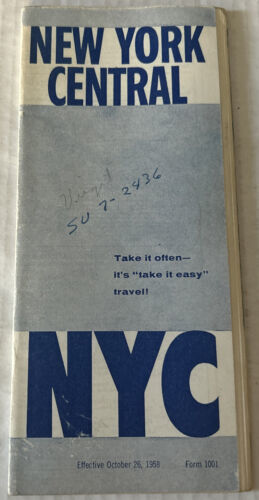 NEW YORK
CENTRAL
Virgil
SU 7-2436
Take it often—
it's "take it easy"
travel!
NYC
Effective October 26, 1958 Form 1001